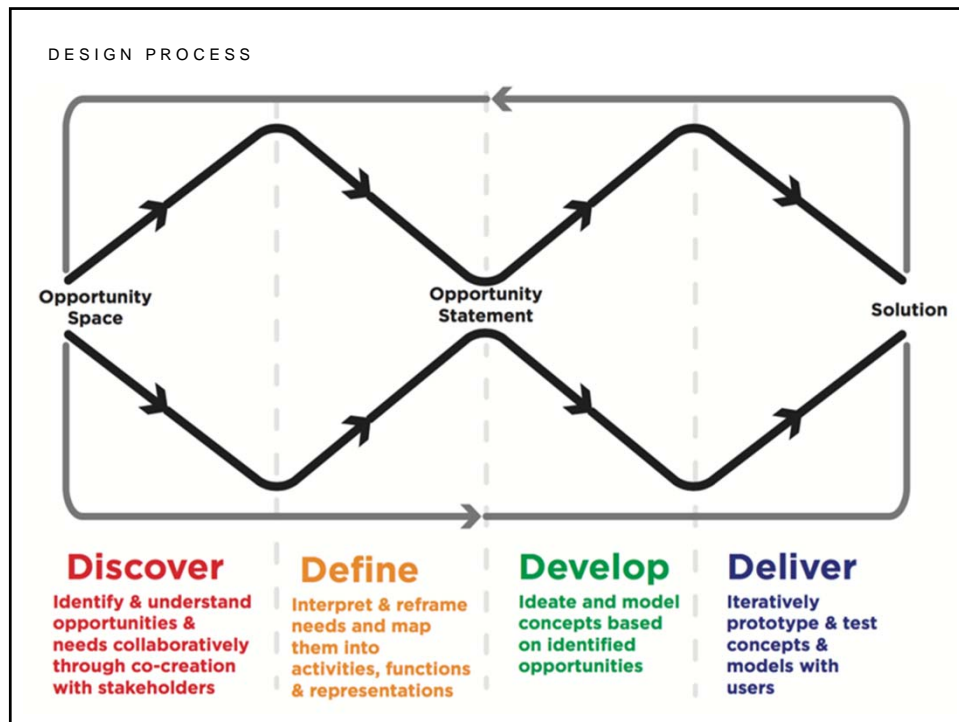 DESIGN PROCESS
Opportunity
Space
Opportunity
Statement
Solution
Discover
Identify & understand
opportunities &
needs collaboratively
through co-creation
with stakeholders
Define
Interpret & reframe
needs and map
them into
activities, functions
& representations
Develop
Ideate and model
concepts based
on identified
opportunities
Deliver
Iteratively
prototype & test
concepts &
models with
users